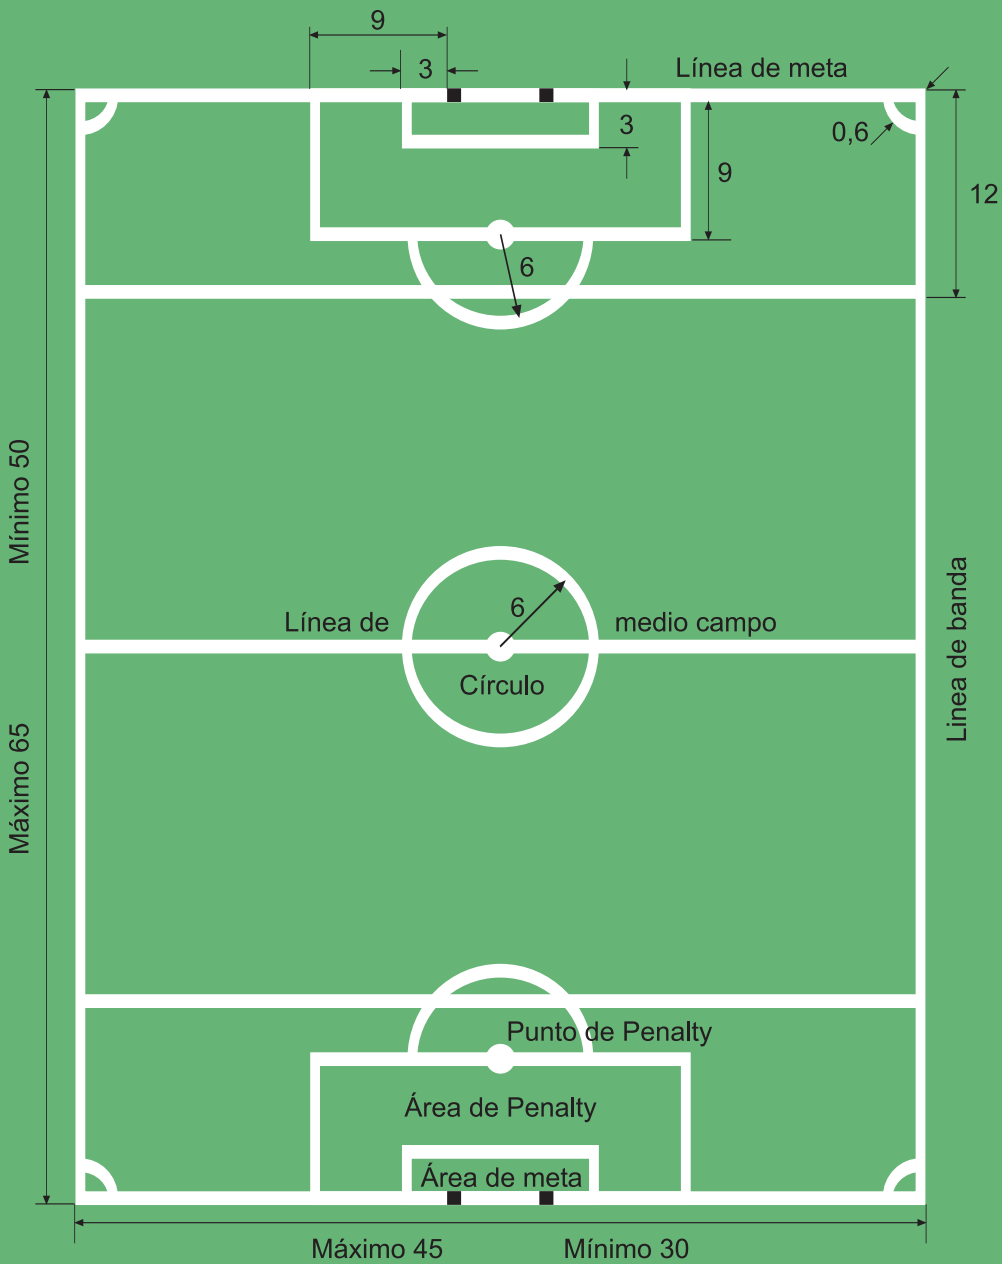 9
3
Línea de meta
3
0,6
9
12
6
Mínimo 50
6
Línea de
medio campo
Círculo
Linea de banda
Máximo 65
Punto de Penalty
Área de Penalty
Área de meta
Máximo 45
Mínimo 30